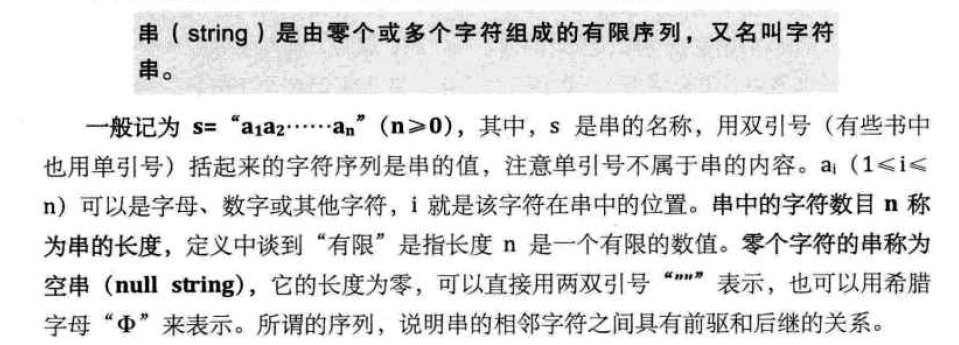 串（string）是由零个或多个字符组成的有限序列，又名叫字符
串。
一般记为 s= “a₁a₂……aₙ”（n≥0），其中，s 是串的名称，用双引号（有些书中
也用单引号）括起来的字符序列是串的值，注意单引号不属于串的内容。aᵢ（1≤i≤
n）可以是字母、数字或其他字符，i 就是该字符在串中的位置。串中的字符数目 n 称
为串的长度，定义中谈到“有限”是指长度 n 是一个有限的数值。零个字符的串称为
空串（null string），它的长度为零，可以直接用两双引号“""”表示，也可以用希腊
字母“Φ”来表示。所谓的序列，说明串的相邻字符之间具有前驱和后继的关系。